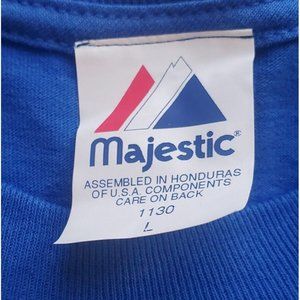 Majestic®
ASSEMBLED IN HONDURAS
OF U.S.A. COMPONENTS
CARE ON BACK
1130
L